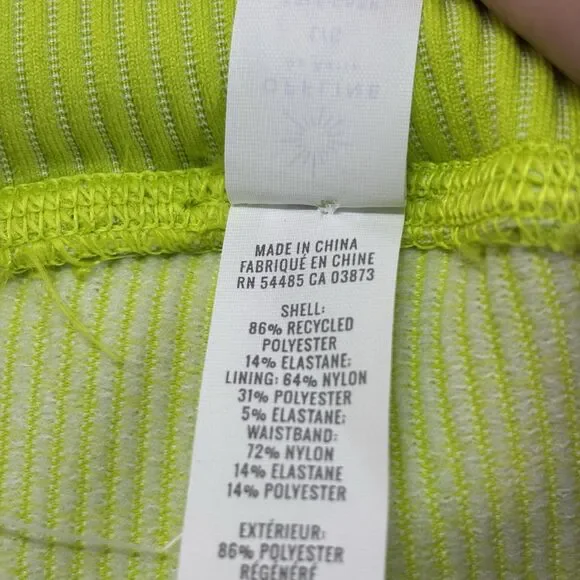 OFFLINE
MADE IN CHINA
FABRIQUÉ EN CHINE
RN 54485 CA 03873
SHELL:
86% RECYCLED
POLYESTER
14% ELASTANE;
LINING: 64% NYLON
31% POLYESTER
5% ELASTANE;
WAISTBAND:
72% NYLON
14% ELASTANE
14% POLYESTER
EXTÉRIEUR:
86% POLYESTER
RÉGÉNÉRÉ